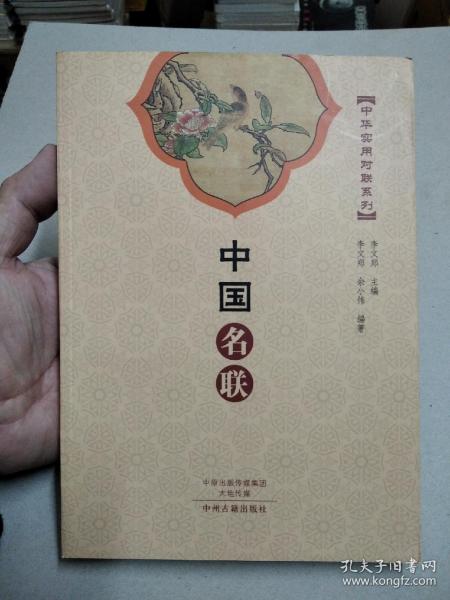 【中华实用对联系列】
李文郑 主编
李文郑 余小伟 编著
中国
名联
中原出版传媒集团
大地传媒
中州古籍出版社
孔夫子旧书网
www.kongfz.com